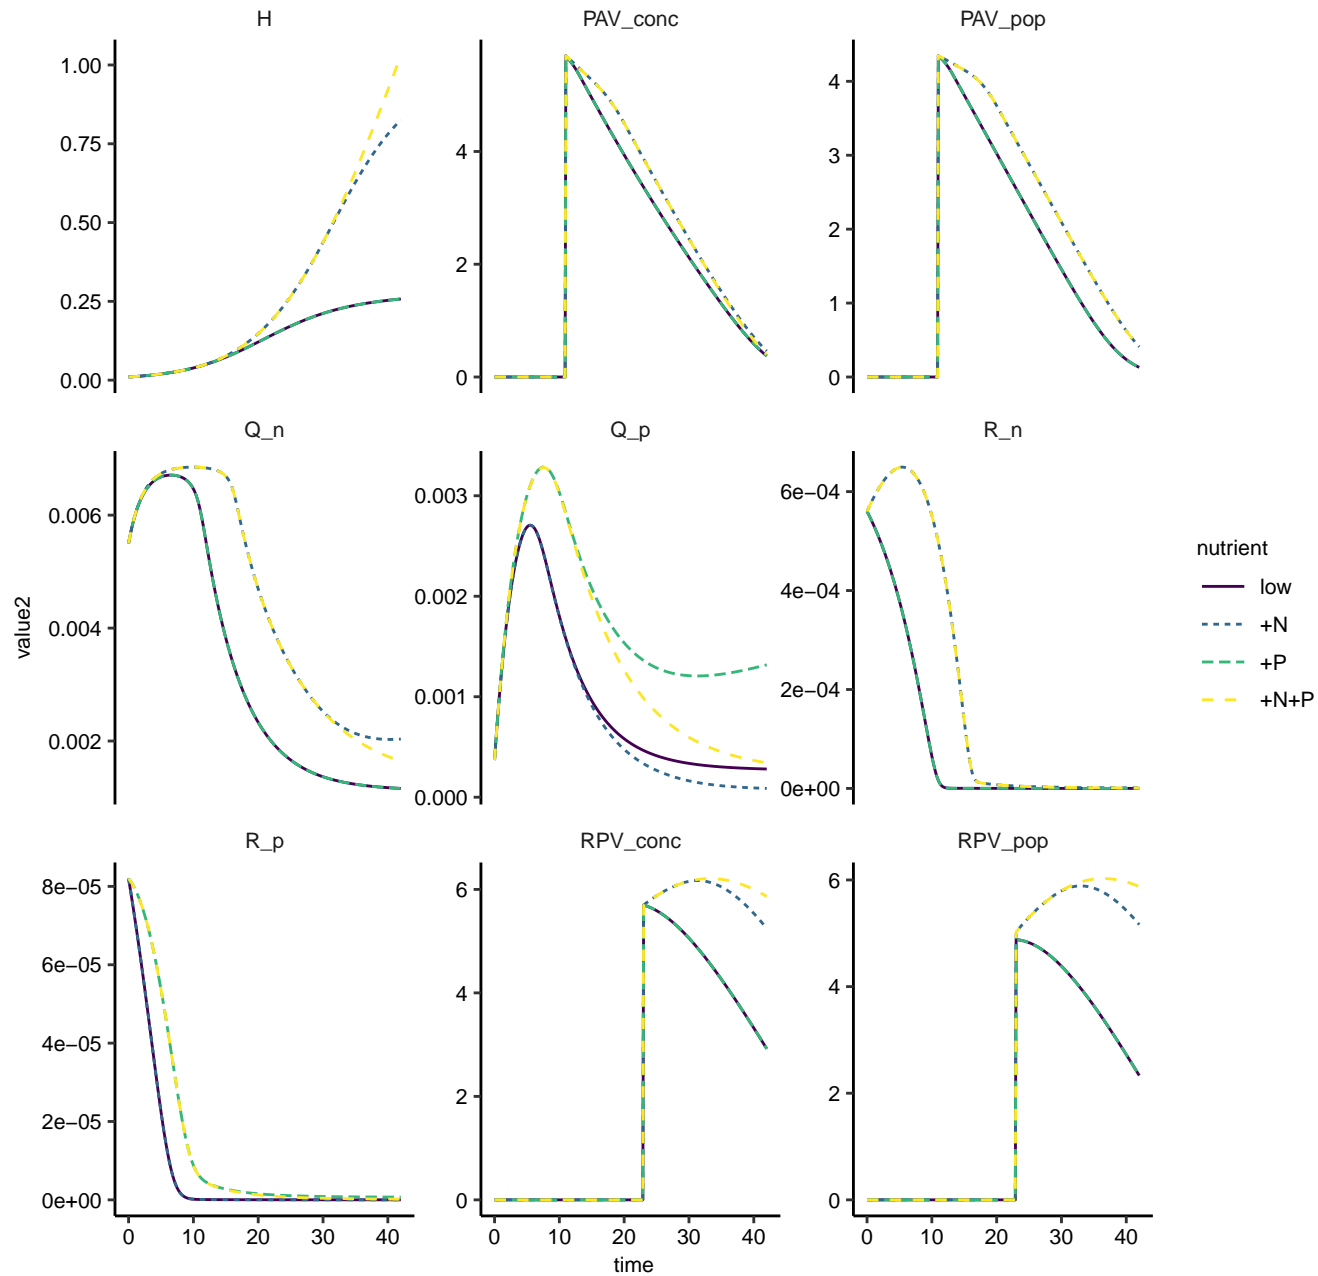 H
PAV_conc
PAV_pop
1.00
0.75
0.50
0.25
0.00
4
2
0
4
3
2
1
0
Q_n
Q_p
R_n
0.006
0.004
0.002
0.003
0.002
0.001
0.000
6e−04
4e−04
2e−04
0e+00
value2
R_p
RPV_conc
RPV_pop
8e−05
6e−05
4e−05
2e−05
0e+00
6
4
2
0
6
4
2
0
0 10 20 30 40
0 10 20 30 40
0 10 20 30 40
time
nutrient
low
+N
+P
+N+P